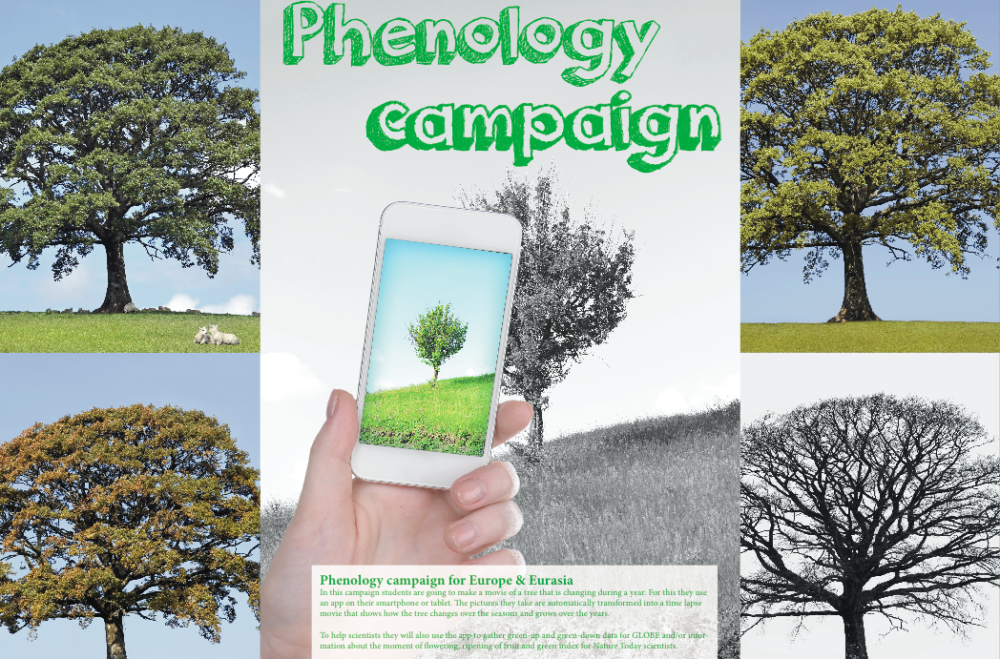 Phenology
campaign
Phenology campaign for Europe & Eurasia
In this campaign students are going to make a movie of a tree that is changing during a year. For this they use
an app on their smartphone or tablet. The pictures they take are automatically transformed into a time lapse
movie that shows how the tree changes over the seasons and grows over the years.
To help scientists they will also use the app to gather green-up and green-down data for GLOBE and/or infor-
mation about the moment of flowering, ripening of fruit and green index for Nature Today scientists.